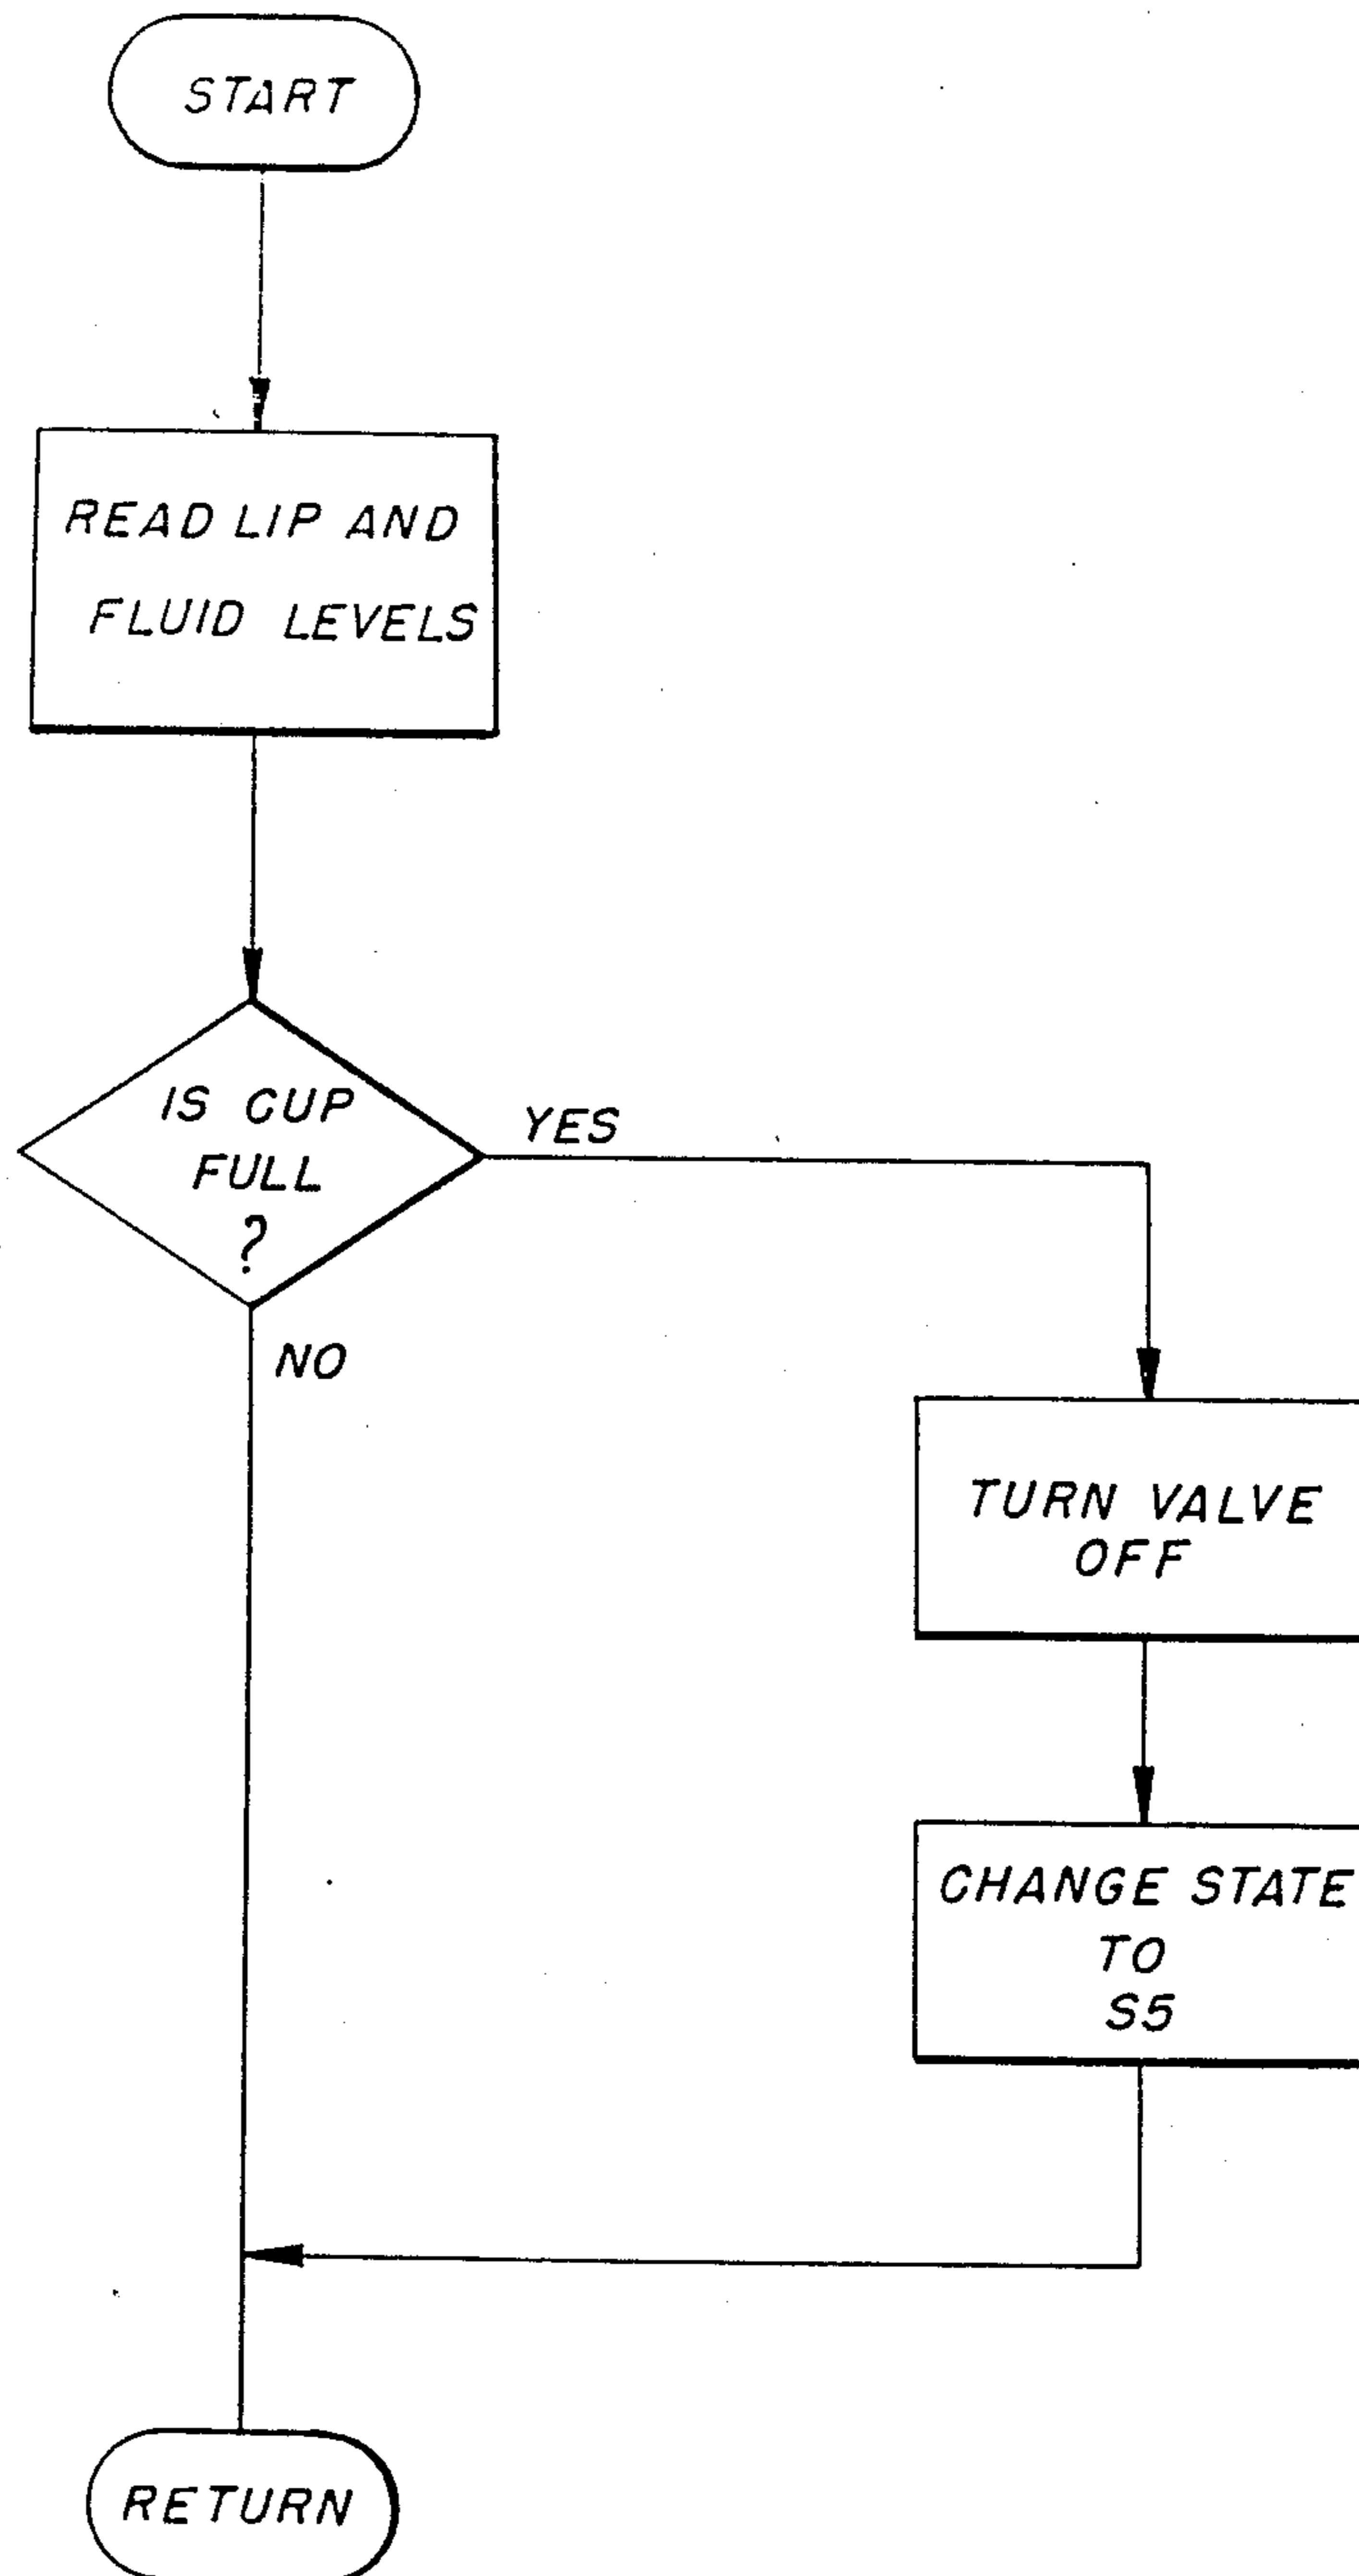 START
READ LIP AND
FLUID LEVELS
IS CUP
FULL
?
YES
NO
TURN VALVE
OFF
CHANGE STATE
TO
S5
RETURN